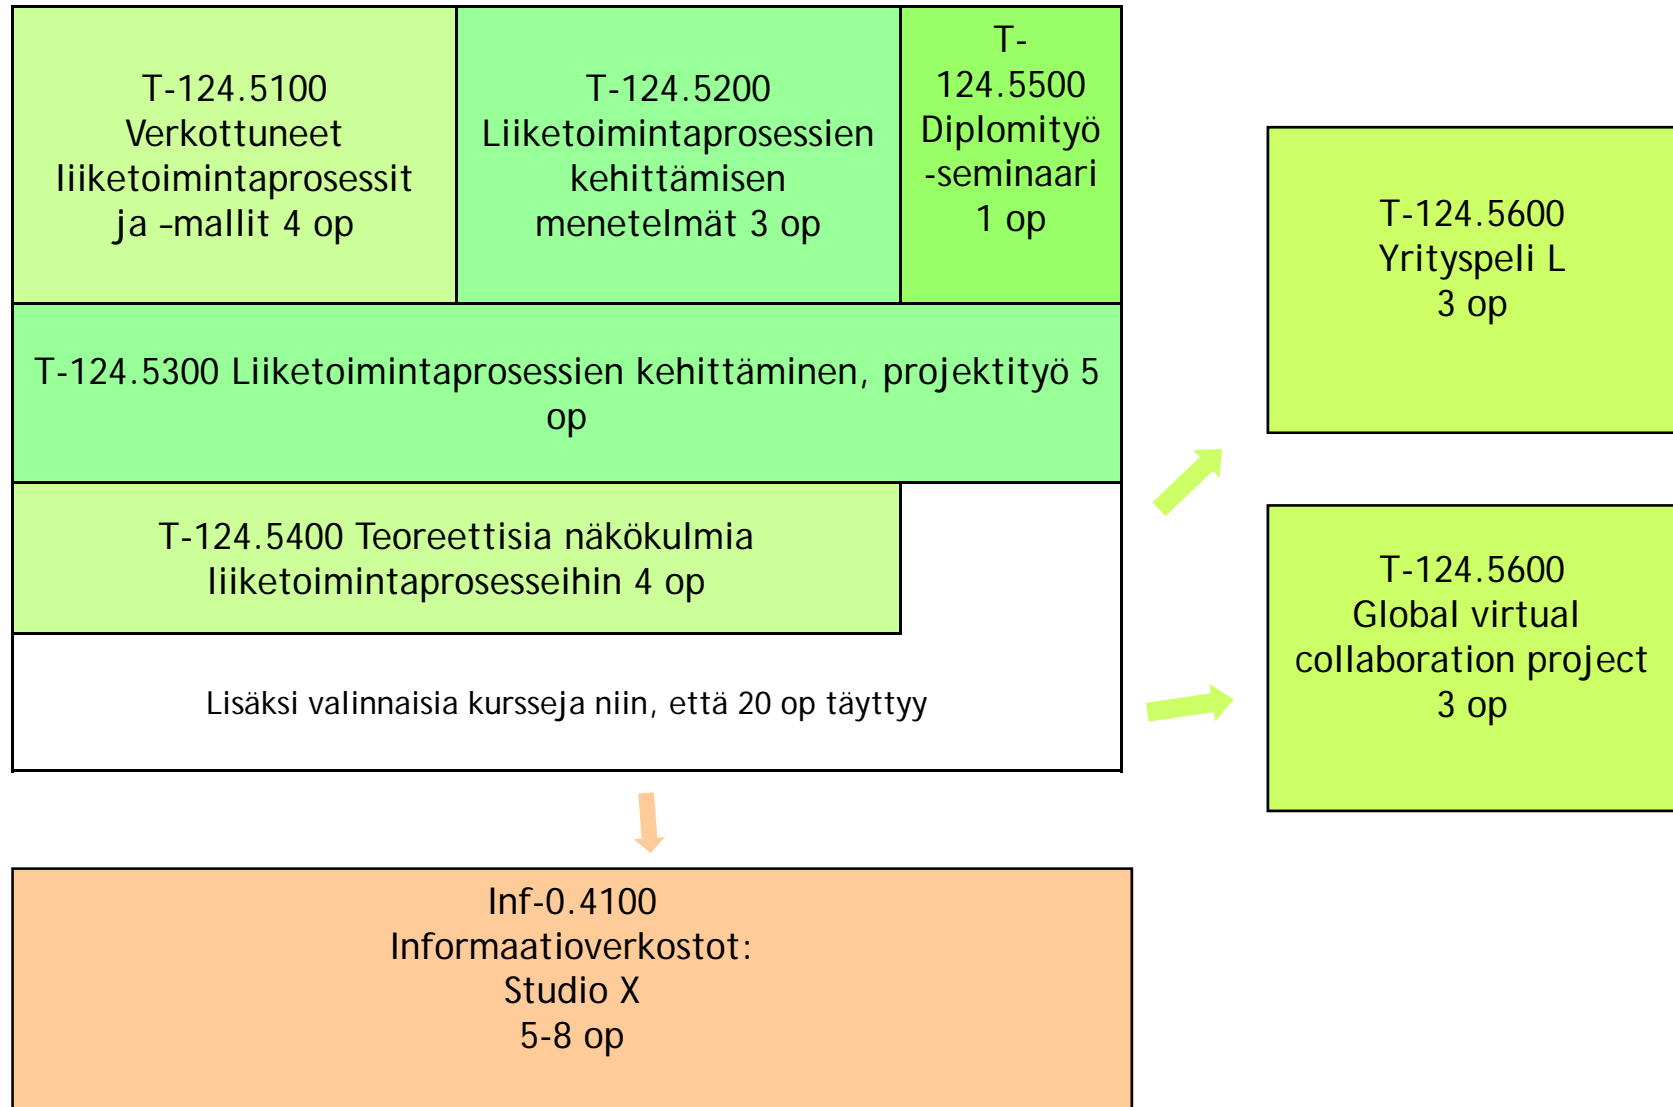 T-124.5100
Verkottuneet
liiketoimintaprosessit
ja –mallit 4 op
T-124.5200
Liiketoimintaprosessien
kehittämisen
menetelmät 3 op
T-
124.5500
Diplomityö
-seminaari
1 op
T-124.5300 Liiketoimintaprosessien kehittäminen, projektityö 5
op
T-124.5400 Teoreettisia näkökulmia
liiketoimintaprosesseihin 4 op
Lisäksi valinnaisia kursseja niin, että 20 op täyttyy
T-124.5600
Yrityspeli L
3 op
T-124.5600
Global virtual
collaboration project
3 op
Inf-0.4100
Informaatioverkostot:
Studio X
5-8 op